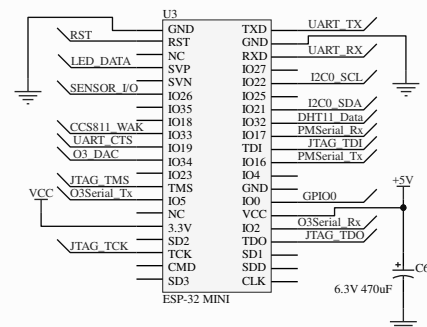 U3
GND TXD UART_TX
RST RST GND
NC RXD UART_RX
LED_DATA SVP IO27
SVN IO22 I2C0_SCL
SENSOR_I/O IO26 IO25
IO35 IO21 I2C0_SDA
IO18 IO32 DHT11_Data
CCS811_WAK IO33 IO17 PMSerial_Rx
UART_CTS IO19 TDI JTAG_TDI
O3_DAC IO34 IO16 PMSerial_Tx
IO23 IO4
JTAG_TMS TMS GND
+5V
VCC O3Serial_Tx IO5 IO0 GPIO0
NC VCC
3.3V IO2 O3Serial_Rx
SD2 TDO JTAG_TDO
JTAG_TCK TCK SD1
CMD SDD
SD3 CLK
+ C6
6.3V 470uF
ESP-32 MINI